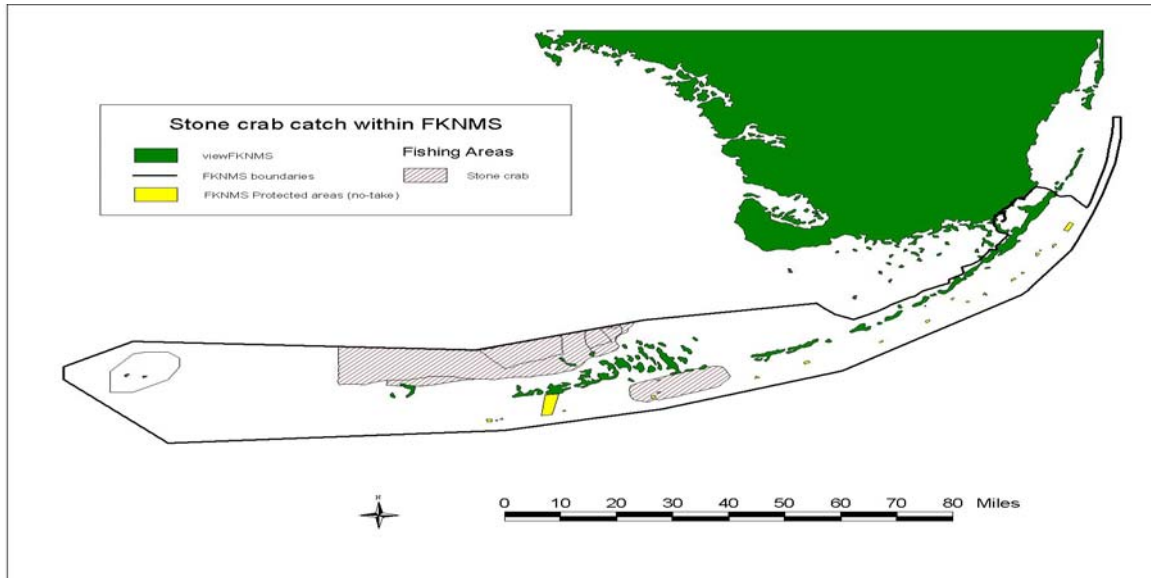 Stone crab catch within FKNMS
viewFKNMS
FKNMS boundaries
FKNMS Protected areas (no-take)
Fishing Areas
Stone crab
N
0 10 20 30 40 50 60 70 80 Miles